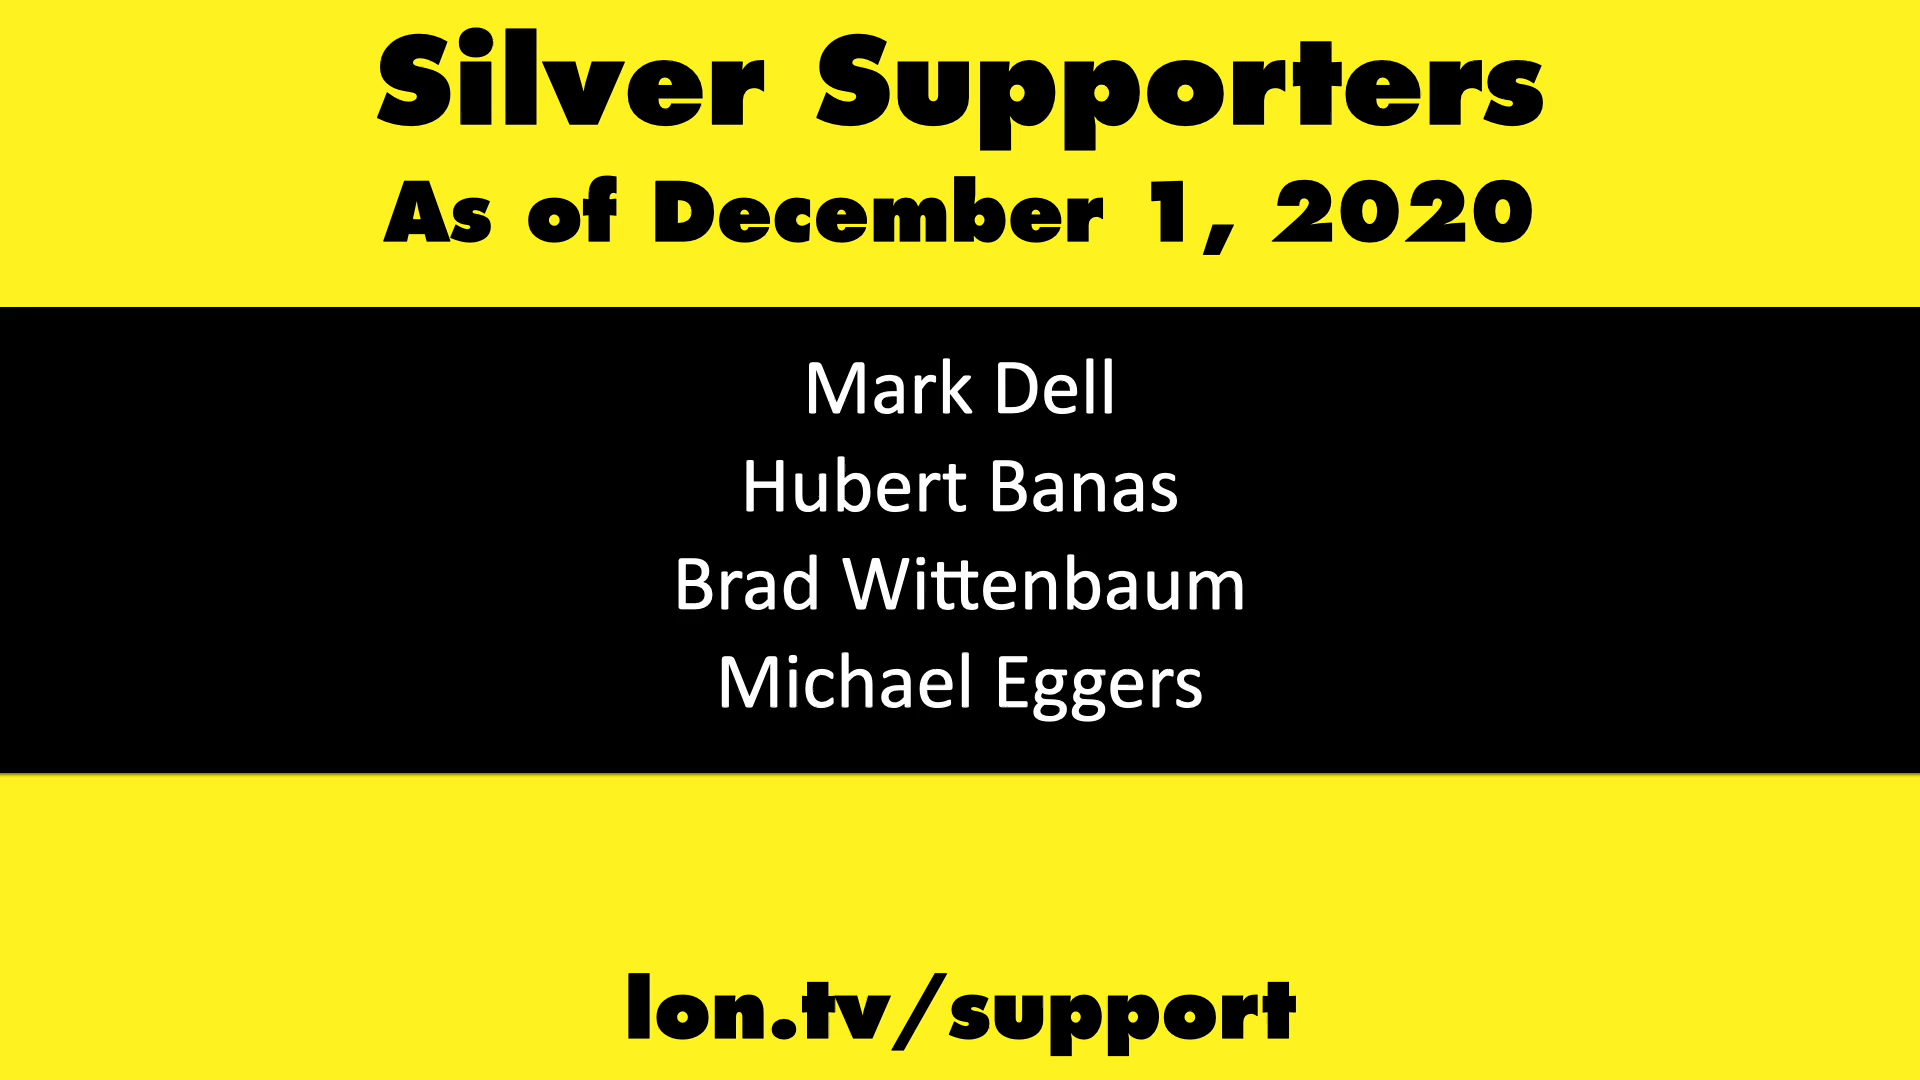 Silver Supporters
As of December 1, 2020
Mark Dell
Hubert Banas
Brad Wittenbaum
Michael Eggers
lon.tv/support